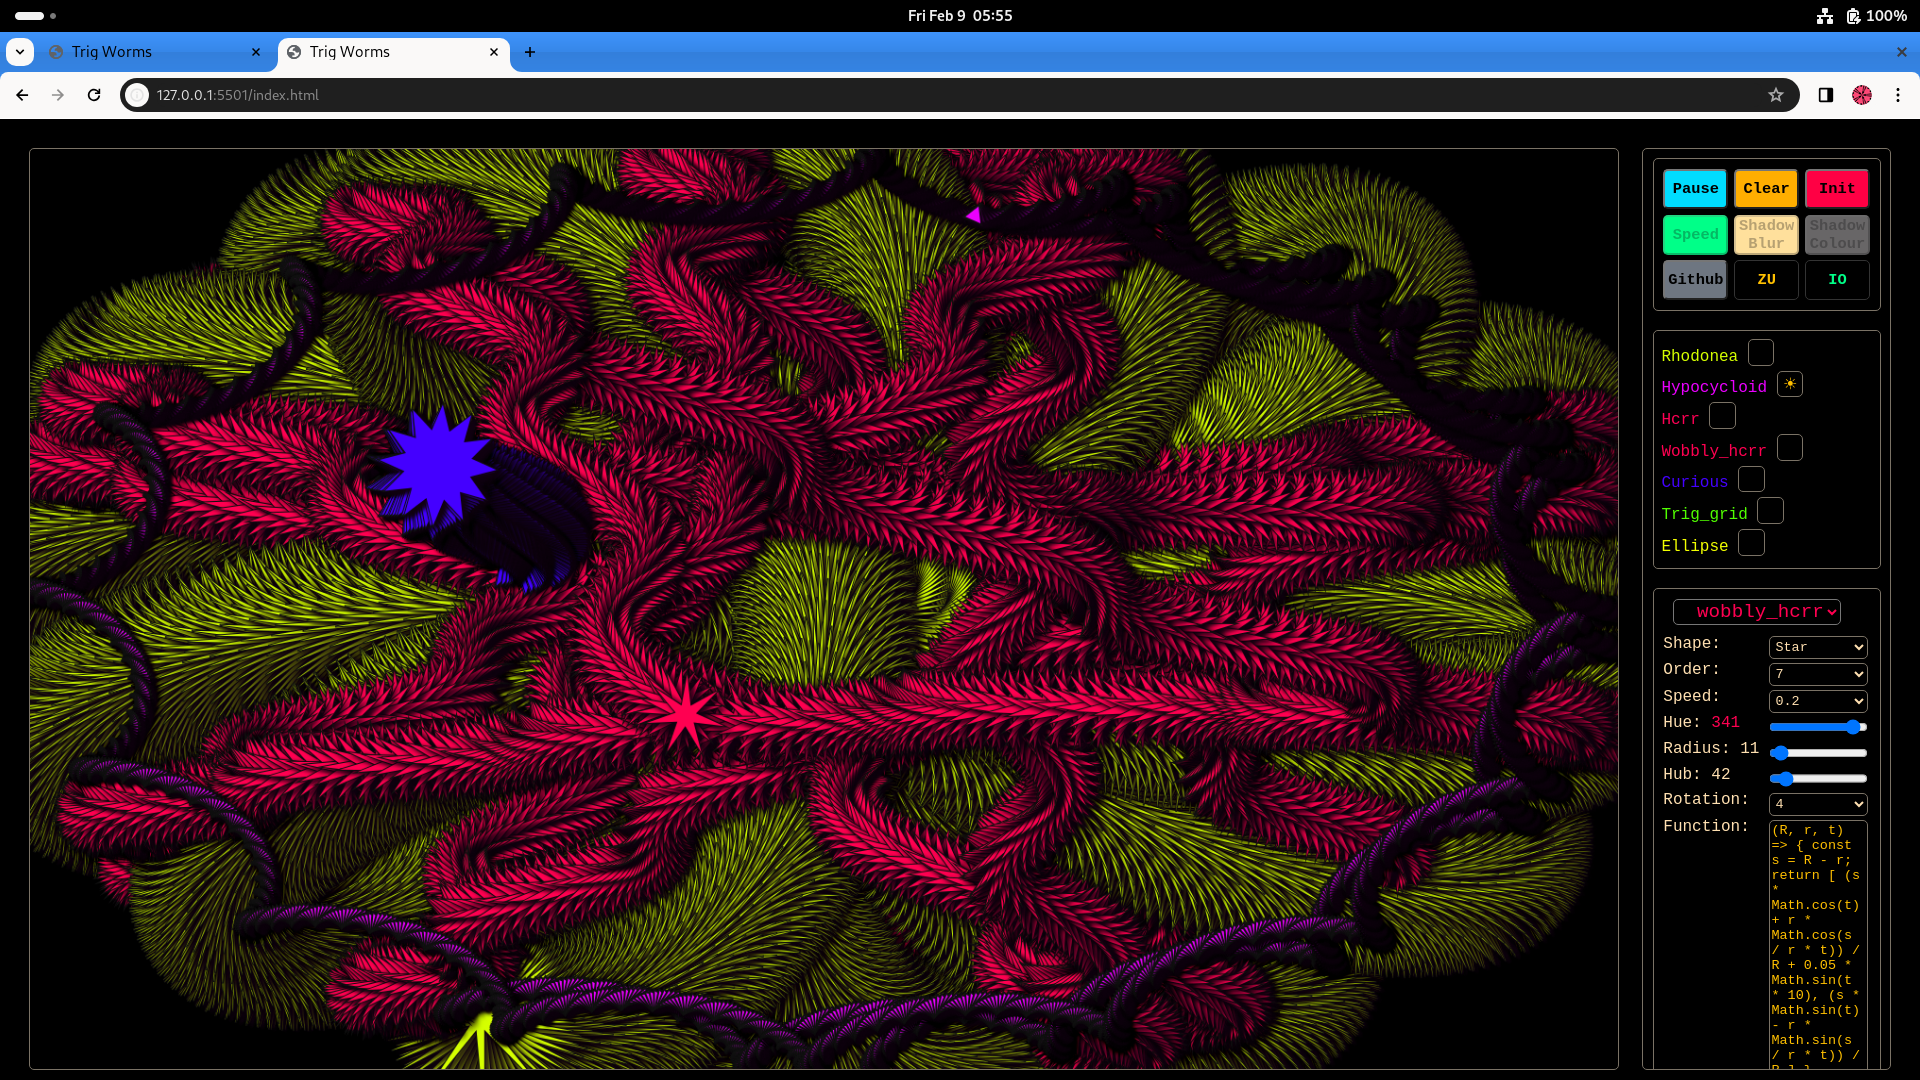 Fri Feb 9 05:55
100%
Trig Worms
Trig Worms
127.0.0.1:5501/index.html
Pause Clear Init
Speed Shadow Blur Shadow Colour
Github ZU IO
Rhodonea
Hypocycloid
Hcrr
Wobbly_hcrr
Curious
Trig_grid
Ellipse
wobbly_hcrr
Shape: Star
Order: 7
Speed: 0.2
Hue: 341
Radius: 11
Hub: 42
Rotation: 4
Function:
(R, r, t)
=> { const
s = R - r;
return [ (s
*
Math.cos(t)
+ r *
Math.cos(s
/ r * t)) /
R + 0.05 *
Math.sin(t
* 10), (s *
Math.sin(t)
- r *
Math.sin(s
/ r * t)) /